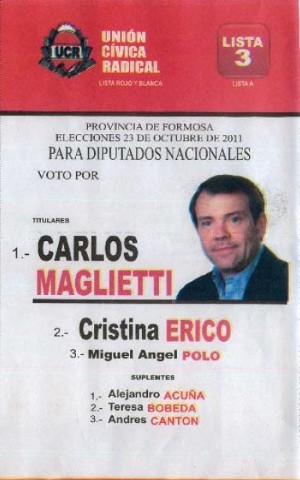 UCR
UNIÓN
CÍVICA
RADICAL
LISTA ROJO Y BLANCA
LISTA
3
LISTA A
PROVINCIA DE FORMOSA
ELECCIONES 23 DE OCTUBRE DE 2011
PARA DIPUTADOS NACIONALES
VOTO POR
TITULARES
1.- CARLOS
MAGLIETTI
2.- Cristina ERICO
3.- Miguel Angel POLO
SUPLENTES
1.- Alejandro ACUÑA
2.- Teresa BOBEDA
3.- Andres CANTON